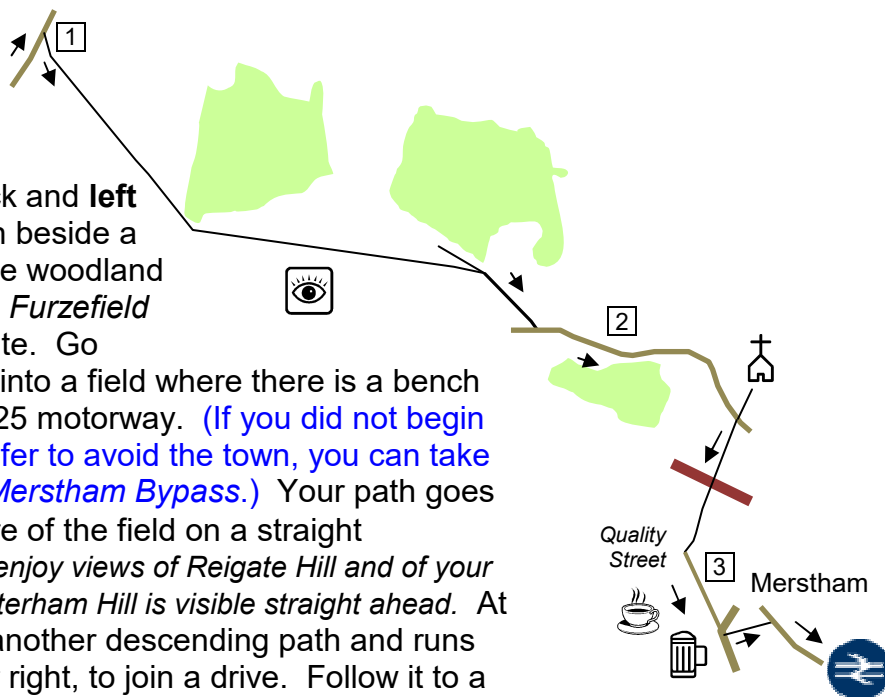 1
ck and left
n beside a
e woodland
Furzefield
te. Go
2
into a field where there is a bench
25 motorway. (If you did not begin
fer to avoid the town, you can take
Merstham Bypass.) Your path goes
re of the field on a straight
enjoy views of Reigate Hill and of your
terham Hill is visible straight ahead. At
another descending path and runs
r right, to join a drive. Follow it to a
Quality
Street
3
Merstham